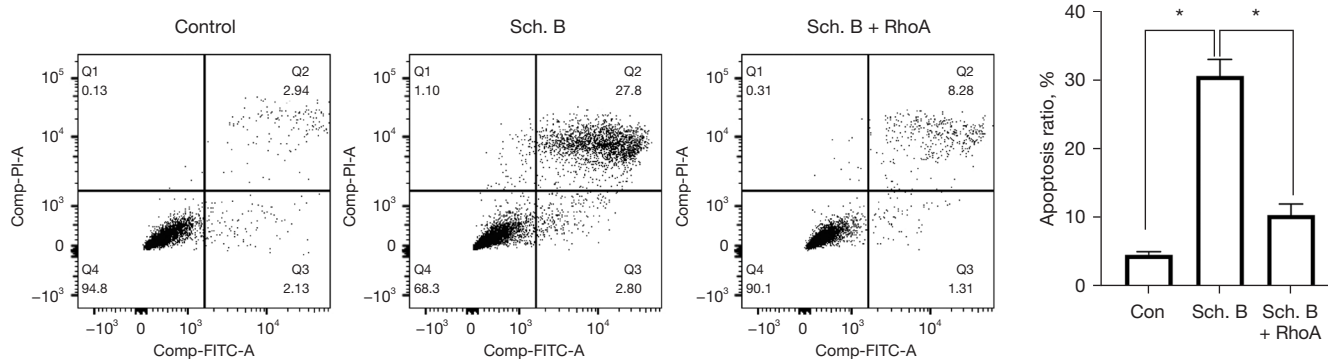 Control
Comp-PI-A
10⁵
10⁴
10³
0
−10³
Q1
0.13
Q2
2.94
Q4
94.8
Q3
2.13
−10³
0
10³
10⁴
Comp-FITC-A
Sch. B
Comp-PI-A
10⁵
10⁴
10³
0
−10³
Q1
1.10
Q2
27.8
Q4
68.3
Q3
2.80
−10³
0
10³
10⁴
Comp-FITC-A
Sch. B + RhoA
Comp-PI-A
10⁵
10⁴
10³
0
−10³
Q1
0.31
Q2
8.28
Q4
90.1
Q3
1.31
−10³
0
10³
10⁴
Comp-FITC-A
Apoptosis ratio, %
40
30
20
10
0
*
*
Con
Sch. B
Sch. B
+ RhoA